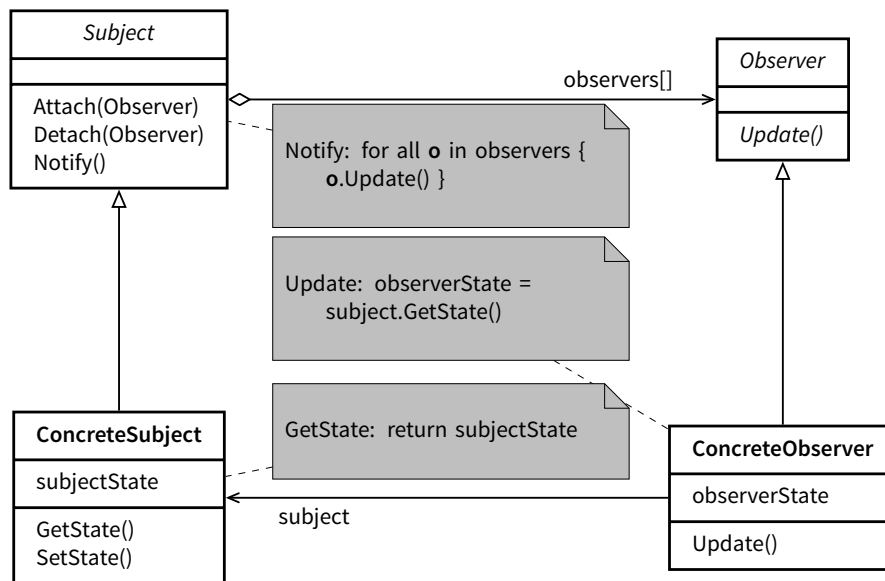 Subject
Attach(Observer)
Detach(Observer)
Notify()
observers[]
Observer
Update()
Notify: for all o in observers {
o.Update() }
Update: observerState =
subject.GetState()
GetState: return subjectState
ConcreteSubject
subjectState
GetState()
SetState()
subject
ConcreteObserver
observerState
Update()